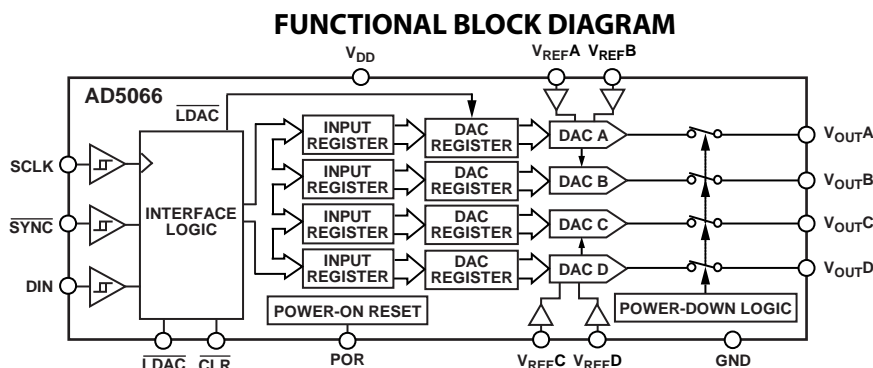 FUNCTIONAL BLOCK DIAGRAM
VDD
VREFA
VREFB
AD5066
LDAC
SCLK
SYNC
DIN
INTERFACE
LOGIC
INPUT
REGISTER
DAC
REGISTER
DAC A
VOUTA
INPUT
REGISTER
DAC
REGISTER
DAC B
VOUTB
INPUT
REGISTER
DAC
REGISTER
DAC C
VOUTC
INPUT
REGISTER
DAC
REGISTER
DAC D
VOUTD
POWER-ON RESET
POWER-DOWN LOGIC
LDAC
CLR
POR
VREFC
VREFD
GND